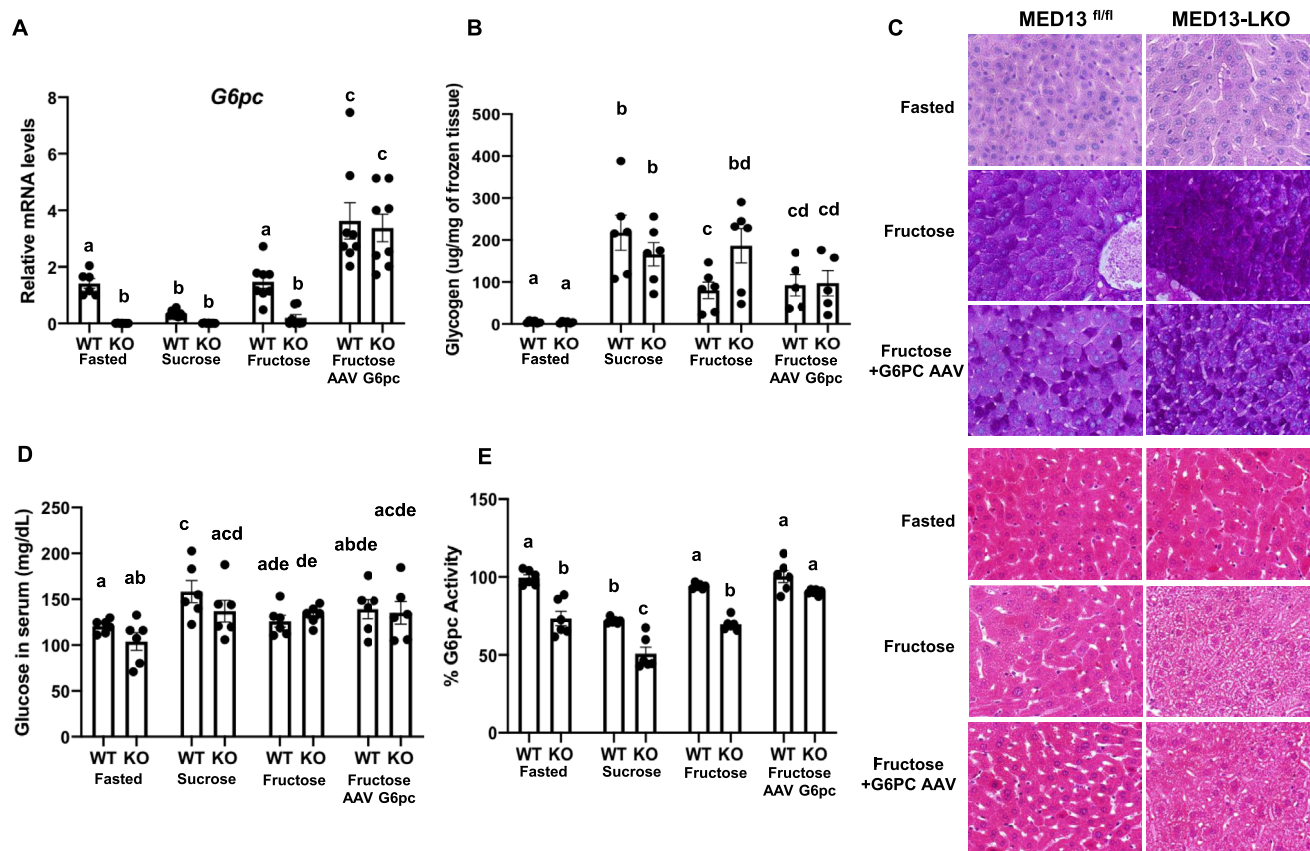 A
G6pc
Relative mRNA levels
8
6
4
2
0
a
b
b
b
a
b
c
c
WT KO WT KO WT KO WT KO
Fasted Sucrose Fructose Fructose
AAV G6pc
B
Glycogen (ug/mg of frozen tissue)
500
400
300
200
100
0
a
a
b
b
c
bd
cd
cd
WT KO WT KO WT KO WT KO
Fasted Sucrose Fructose Fructose
AAV G6pc
C
MED13 fl/fl MED13-LKO
Fasted
Fructose
Fructose
+G6PC AAV
Fasted
Fructose
Fructose
+G6PC AAV
D
Glucose in serum (mg/dL)
250
200
150
100
50
0
a
ab
c
acd
ade
de
abde
acde
WT KO WT KO WT KO WT KO
Fasted Sucrose Fructose Fructose
AAV G6pc
E
% G6pc Activity
150
100
50
0
a
b
b
c
a
b
a
a
WT KO WT KO WT KO WT KO
Fasted Sucrose Fructose Fructose
AAV G6pc